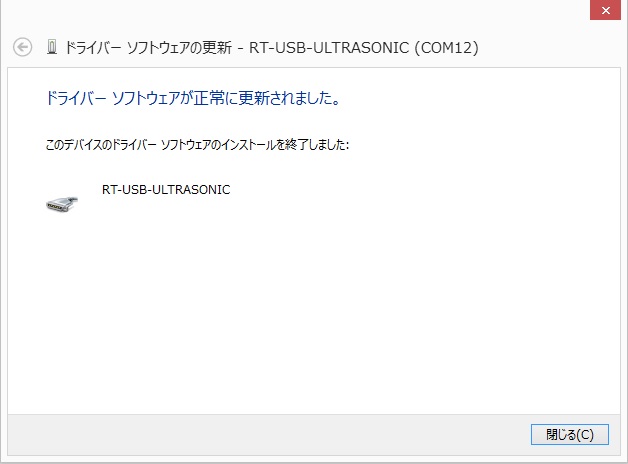 ドライバー ソフトウェアの更新 - RT-USB-ULTRASONIC (COM12)
ドライバー ソフトウェアが正常に更新されました。
このデバイスのドライバー ソフトウェアのインストールを終了しました:
RT-USB-ULTRASONIC
閉じる(C)